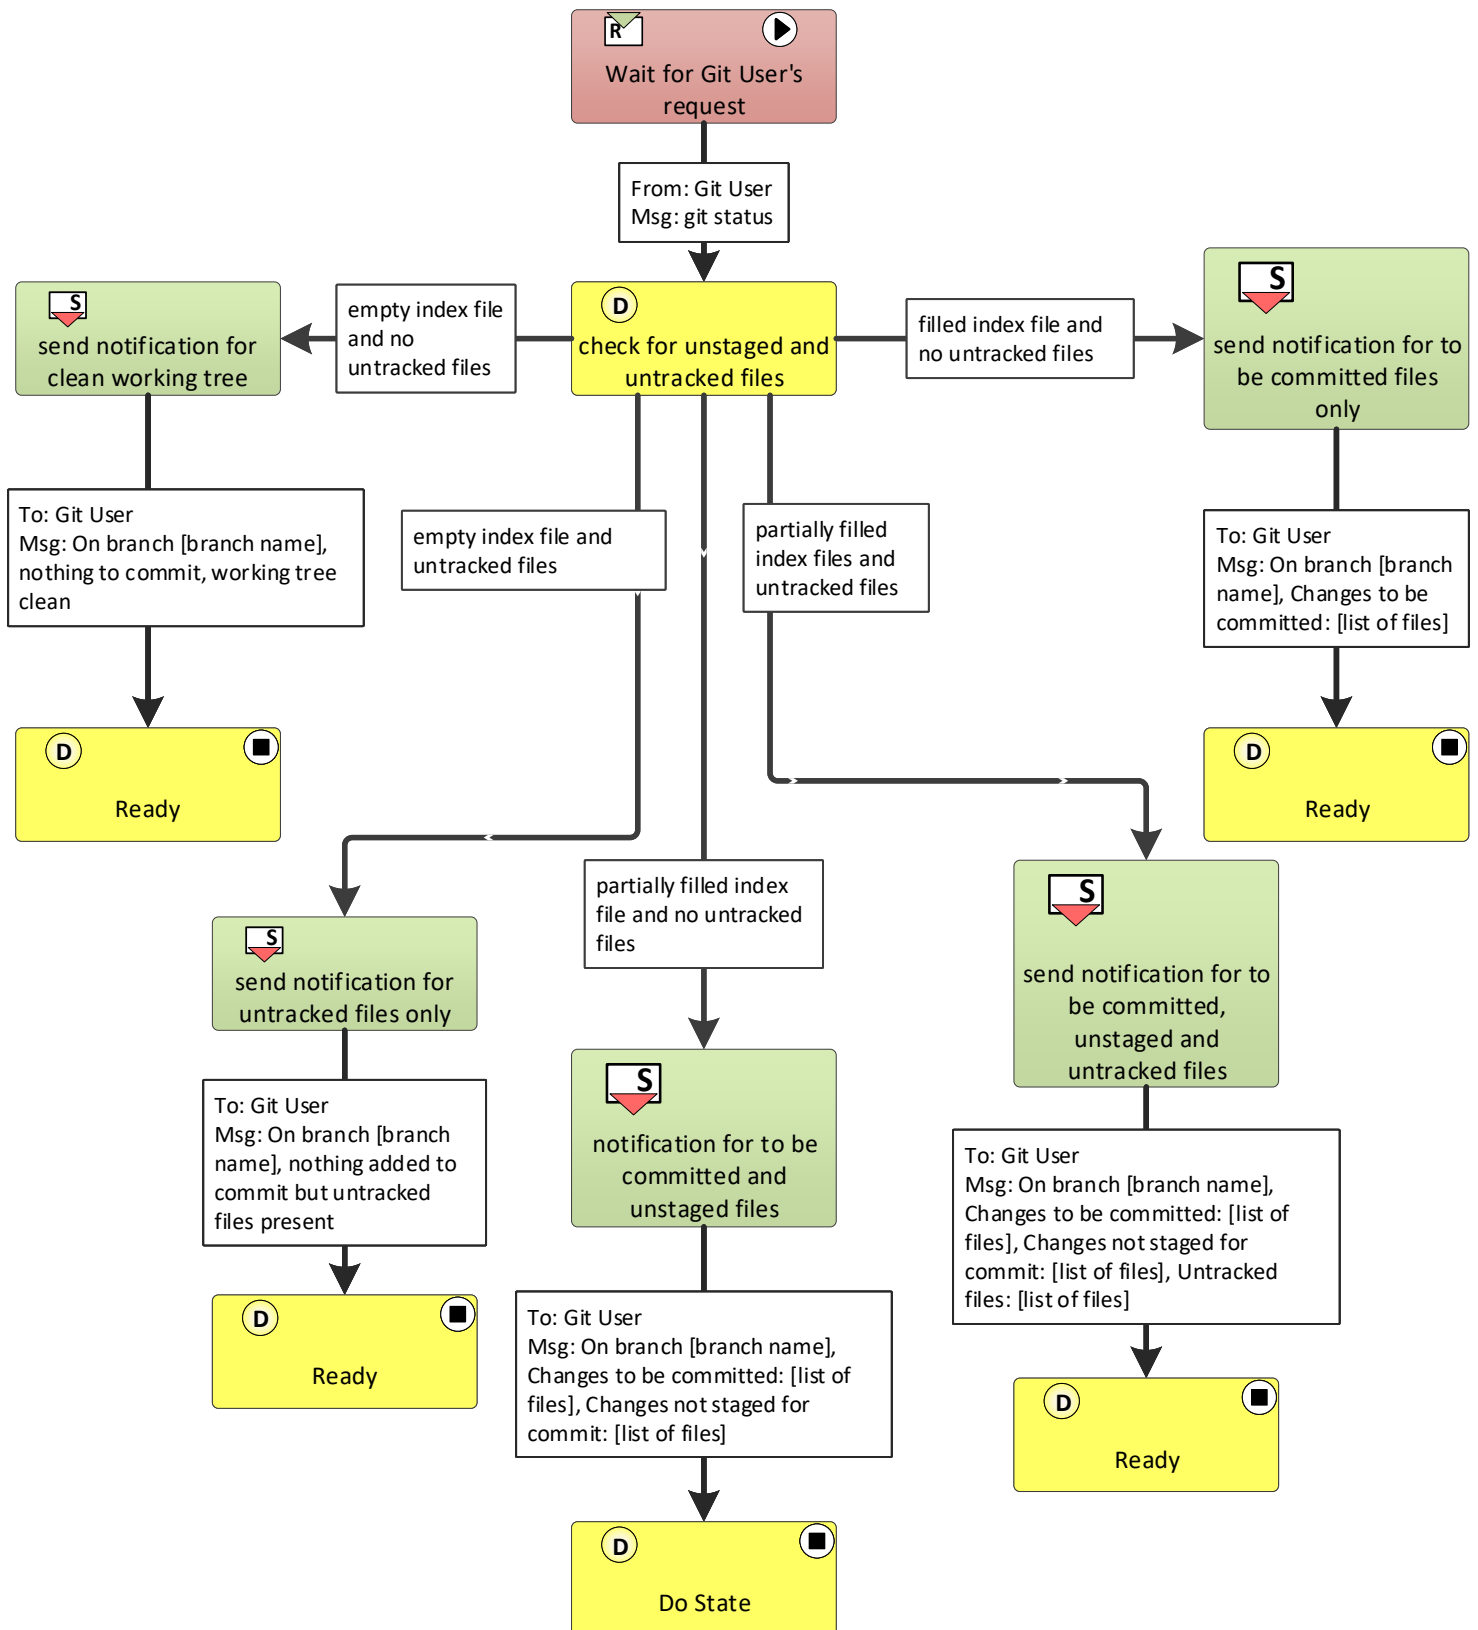 R
Wait for Git User's
request
From: Git User
Msg: git status
S
send notification for
clean working tree
empty index file
and no
untracked files
D
check for unstaged and
untracked files
filled index file and
no untracked files
S
send notification for to
be committed files
only
To: Git User
Msg: On branch [branch name],
nothing to commit, working tree
clean
empty index file and
untracked files
partially filled
index files and
untracked files
To: Git User
Msg: On branch [branch
name], Changes to be
committed: [list of files]
D
Ready
D
Ready
partially filled index
file and no untracked
files
S
send notification for
untracked files only
S
send notification for to
be committed,
unstaged and
untracked files
S
notification for to be
committed and
unstaged files
To: Git User
Msg: On branch [branch
name], nothing added to
commit but untracked
files present
To: Git User
Msg: On branch [branch name],
Changes to be committed: [list of
files], Changes not staged for
commit: [list of files], Untracked
files: [list of files]
D
Ready
To: Git User
Msg: On branch [branch name],
Changes to be committed: [list of
files], Changes not staged for
commit: [list of files]
D
Ready
D
Do State